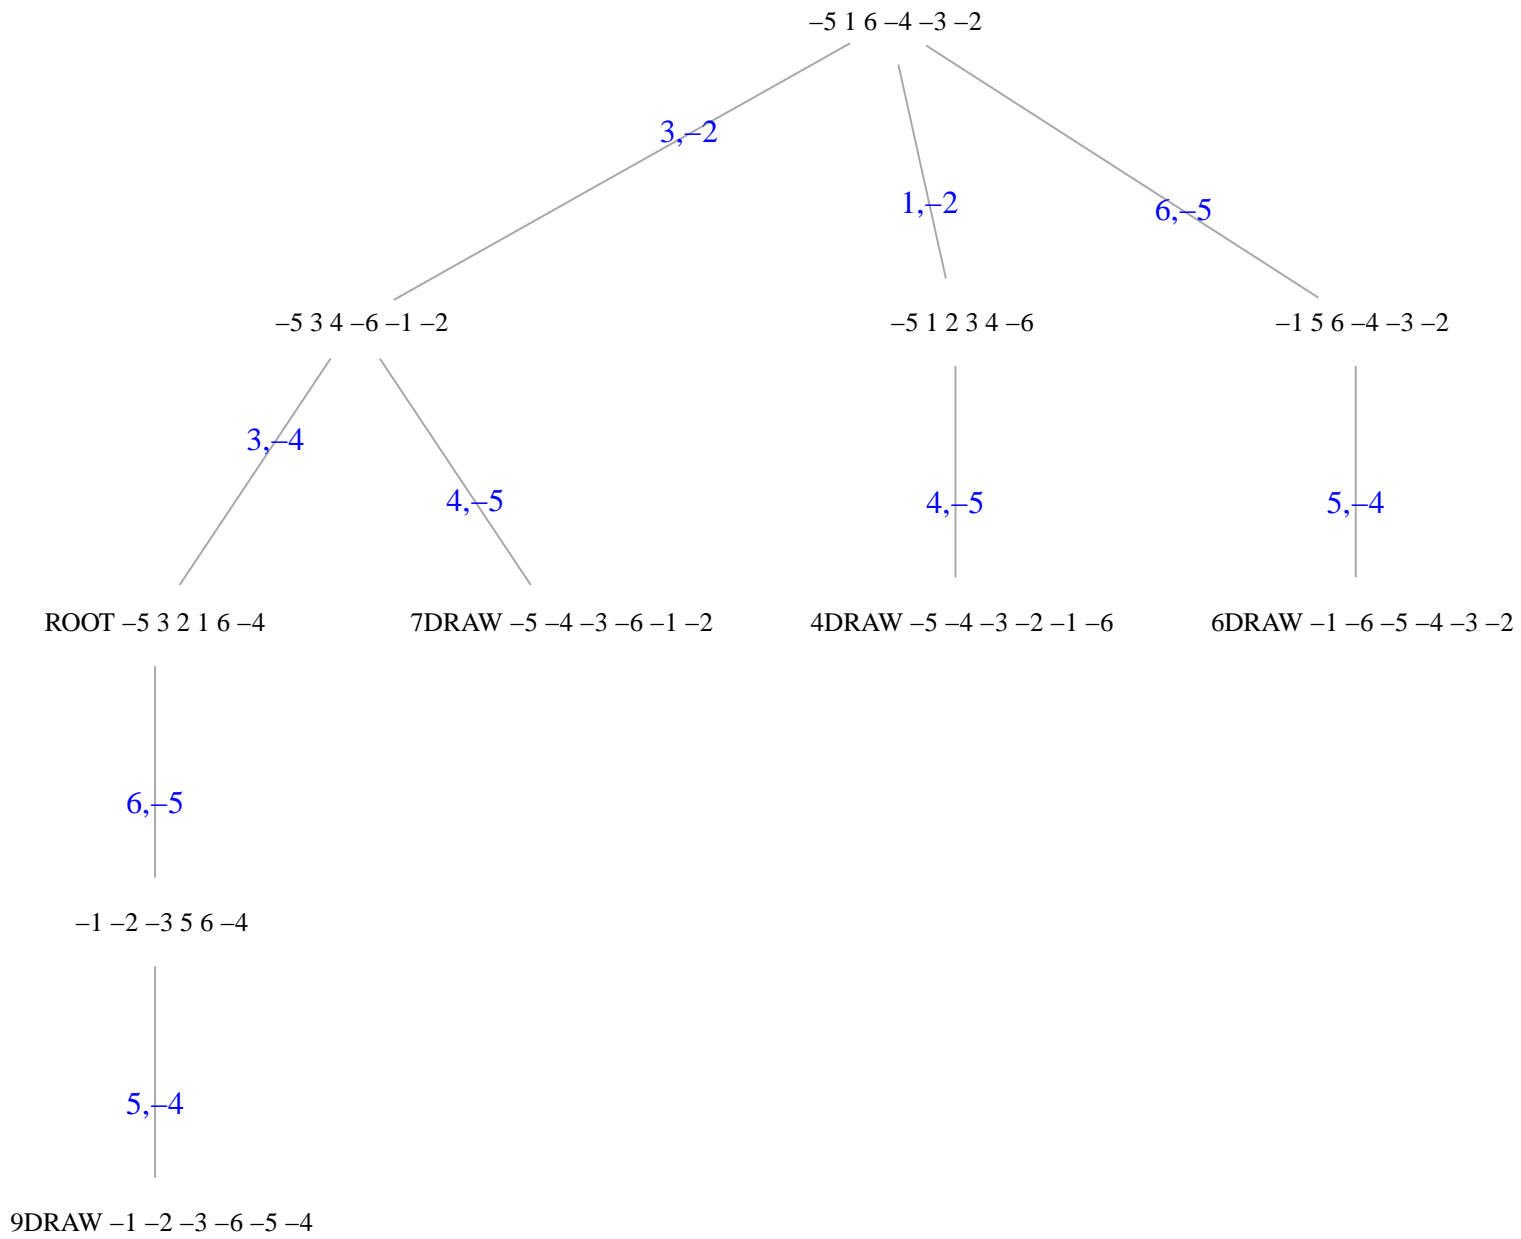 –5 1 6 –4 –3 –2
3,–2
1,–2
6,–5
–5 3 4 –6 –1 –2
–5 1 2 3 4 –6
–1 5 6 –4 –3 –2
3,–4
4,–5
4,–5
5,–4
ROOT –5 3 2 1 6 –4
7DRAW –5 –4 –3 –6 –1 –2
4DRAW –5 –4 –3 –2 –1 –6
6DRAW –1 –6 –5 –4 –3 –2
6,–5
–1 –2 –3 5 6 –4
5,–4
9DRAW –1 –2 –3 –6 –5 –4